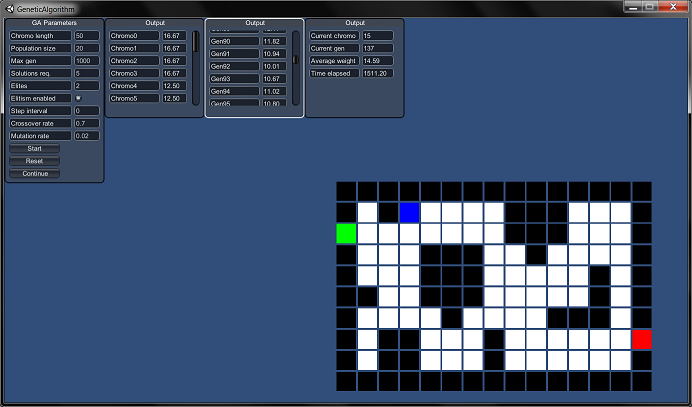 GeneticAlgorithm
GA Parameters
Chromo length 50
Population size 20
Max gen 1000
Solutions req. 5
Elites 2
Elitism enabled
Step interval 0
Crossover rate 0.7
Mutation rate 0.02
Start
Reset
Continue
Output
Chromo0 16.67
Chromo1 16.67
Chromo2 16.67
Chromo3 16.67
Chromo4 12.50
Chromo5 12.50
Output
Gen90 11.82
Gen91 10.94
Gen92 10.01
Gen93 10.67
Gen94 11.02
Gen95 10.80
Output
Current chromo 15
Current gen 137
Average weight 14.59
Time elapsed 1511.20